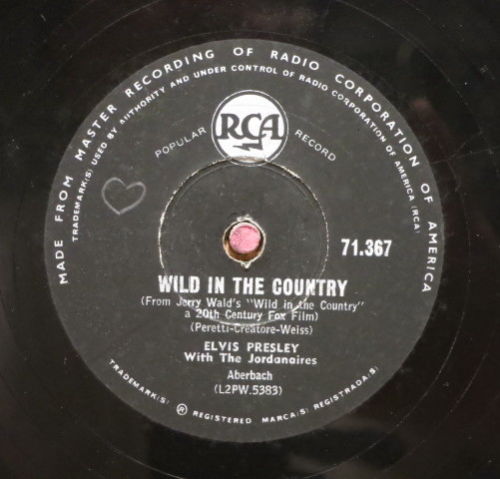 MADE FROM MASTER RECORDING OF RADIO CORPORATION OF AMERICA
TRADEMARK(S) USED BY AUTHORITY AND UNDER CONTROL OF RADIO CORPORATION OF AMERICA (RCA)
RCA
POPULAR RECORD
71.367
WILD IN THE COUNTRY
(From Jerry Wald's "Wild in the Country"
a 20th Century Fox Film)
(Peretti-Creatore-Weiss)
ELVIS PRESLEY
With The Jordanaires
Aberbach
(L2PW.5383)
TRADEMARK(S) ® REGISTERED MARCA(S) REGISTRADA(S)